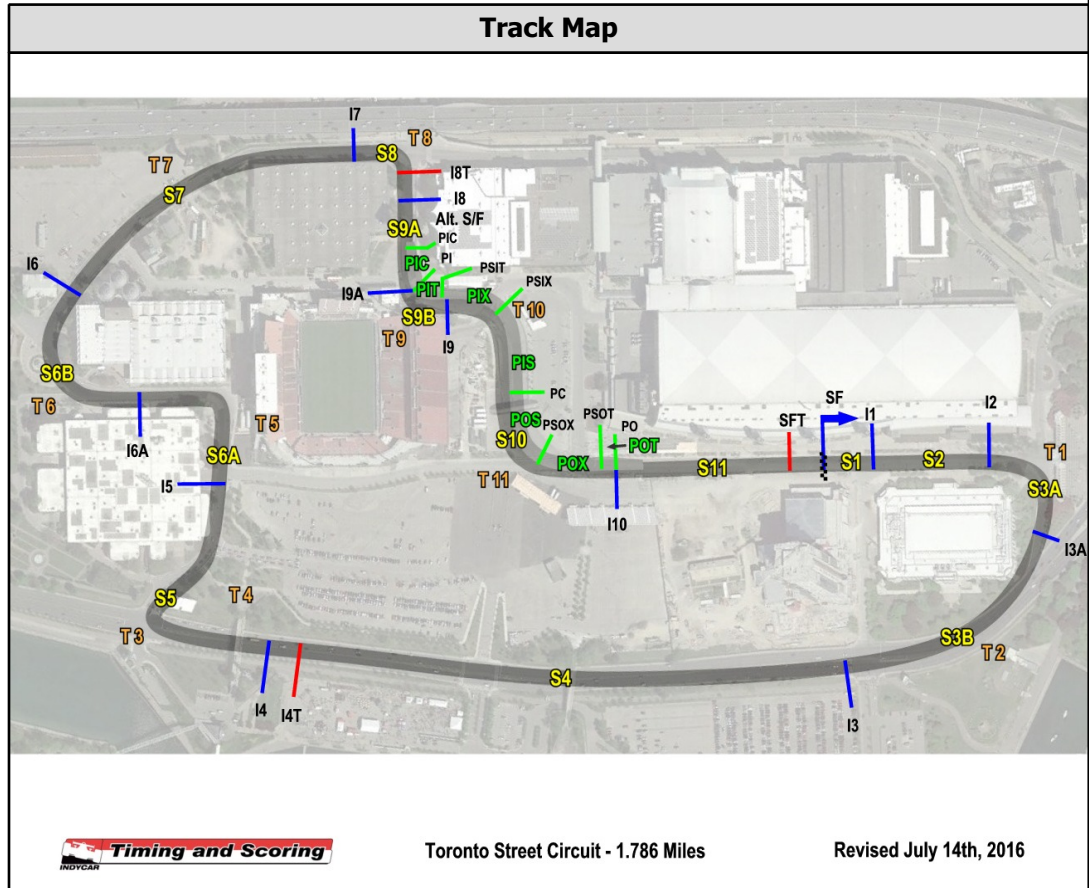 Track Map
I7
T 8
S8
T 7
I8T
S7
I8
Alt. S/F
S9A
PIC
PIC
PI
PSIT
I6
PSIX
I9A
PIT
PIX
T 10
S9B
T 9
I9
PIS
S6B
PC
T 6
I6A
T 5
POS
PSOX
PSOT
PO
POT
SFT
SF
I1
I2
T 1
S10
S6A
POX
S11
S1
S2
T 11
I5
S3A
I10
I3A
S5
T 4
T 3
S3B
T 2
S4
I4
I4T
I3
INDYCAR
Timing and Scoring
Toronto Street Circuit - 1.786 Miles
Revised July 14th, 2016